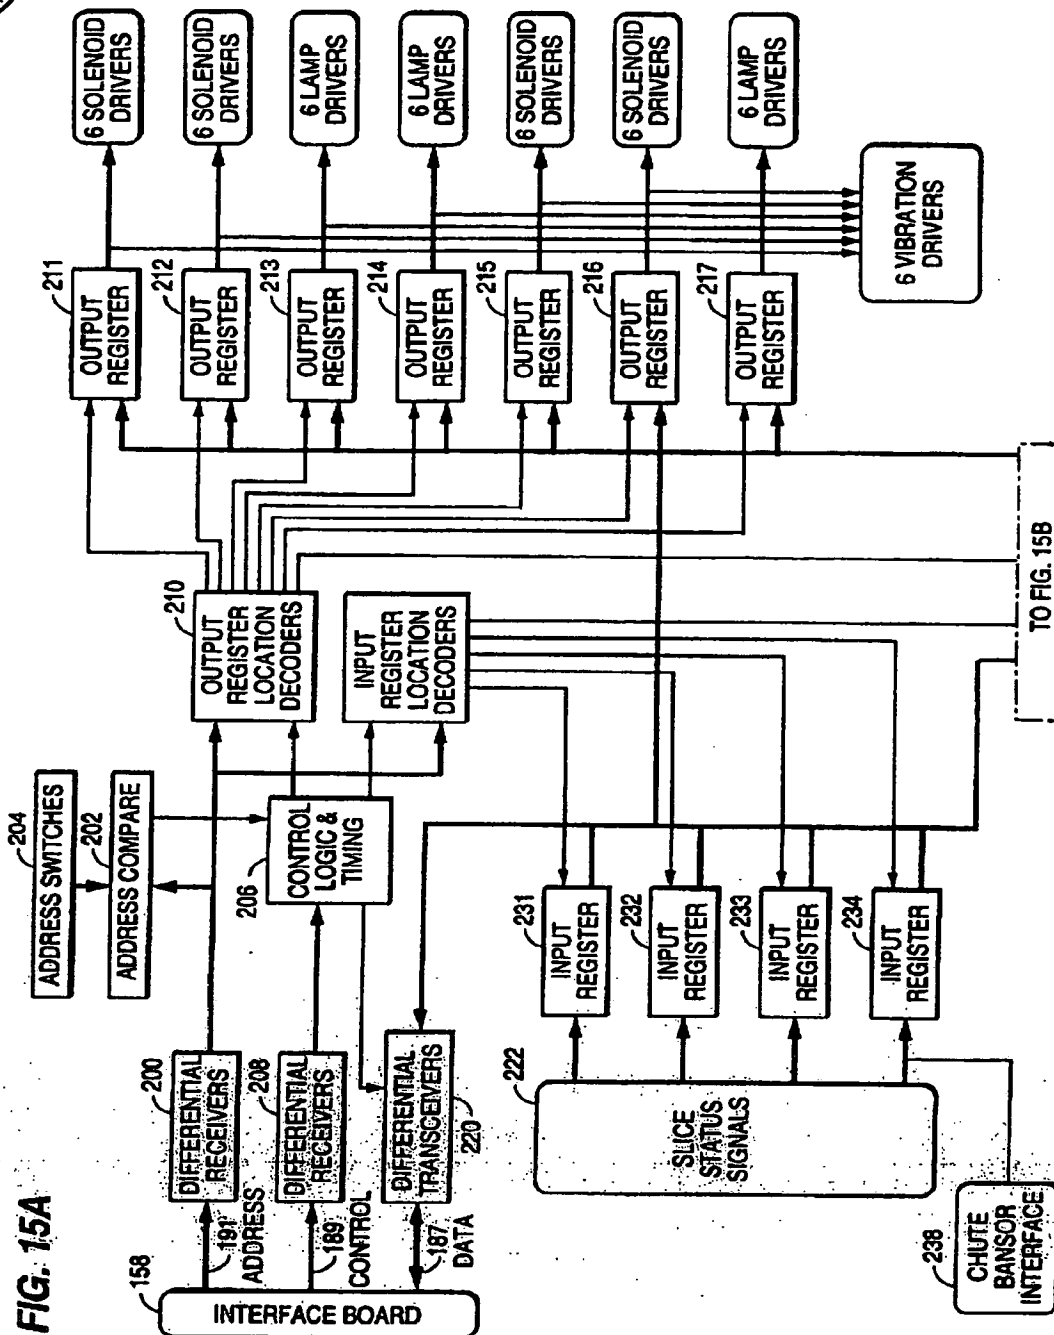 FIG. 15A
158
INTERFACE BOARD
191
ADDRESS
189
CONTROL
187
DATA
200
DIFFERENTIAL
RECEIVERS
208
DIFFERENTIAL
RECEIVERS
DIFFERENTIAL
TRANSCEIVERS
220
204
ADDRESS SWITCHES
202
ADDRESS COMPARE
206
CONTROL
LOGIC &
TIMING
210
OUTPUT
REGISTER
LOCATION
DECODERS
INPUT
REGISTER
LOCATION
DECODERS
211
OUTPUT
REGISTER
212
OUTPUT
REGISTER
213
OUTPUT
REGISTER
214
OUTPUT
REGISTER
215
OUTPUT
REGISTER
216
OUTPUT
REGISTER
217
OUTPUT
REGISTER
6 SOLENOID
DRIVERS
6 SOLENOID
DRIVERS
6 LAMP
DRIVERS
6 LAMP
DRIVERS
6 SOLENOID
DRIVERS
6 SOLENOID
DRIVERS
6 LAMP
DRIVERS
6 VIBRATION
DRIVERS
222
SLICE
STATUS
SIGNALS
231
INPUT
REGISTER
232
INPUT
REGISTER
233
INPUT
REGISTER
234
INPUT
REGISTER
238
CHUTE
BANSOR
INTERFACE
TO FIG. 15B